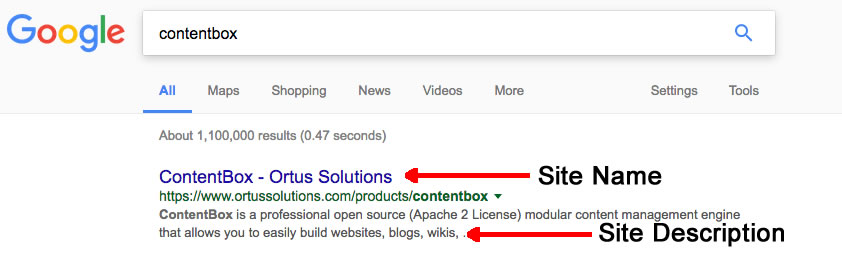 Google
contentbox
All Maps Shopping News Videos More Settings Tools
About 1,100,000 results (0.47 seconds)
ContentBox - Ortus Solutions Site Name
https://www.ortussolutions.com/products/contentbox
ContentBox is a professional open source (Apache 2 License) modular content management engine
that allows you to easily build websites, blogs, wikis, .. Site Description